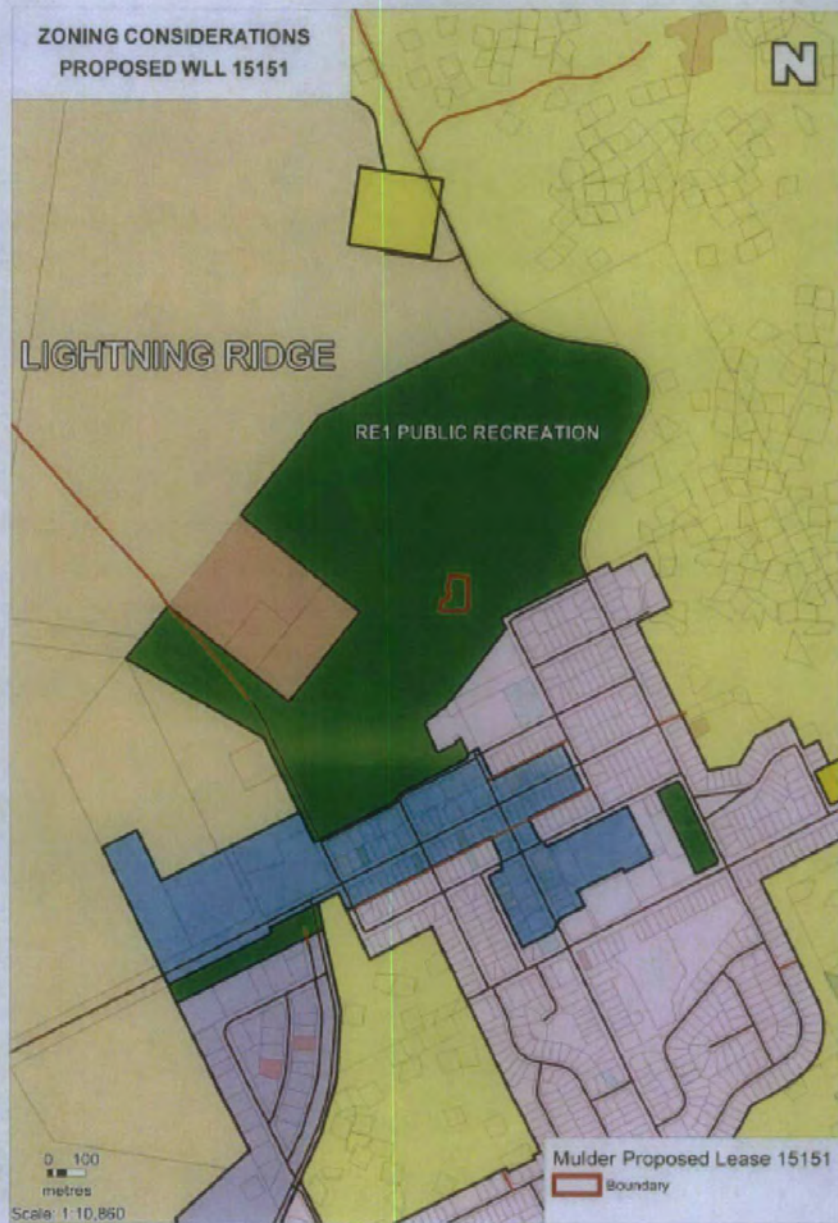 ZONING CONSIDERATIONS
PROPOSED WLL 15151
N
LIGHTNING RIDGE
RE1 PUBLIC RECREATION
0 100
metres
Scale: 1:10,860
Mulder Proposed Lease 15151
Boundary